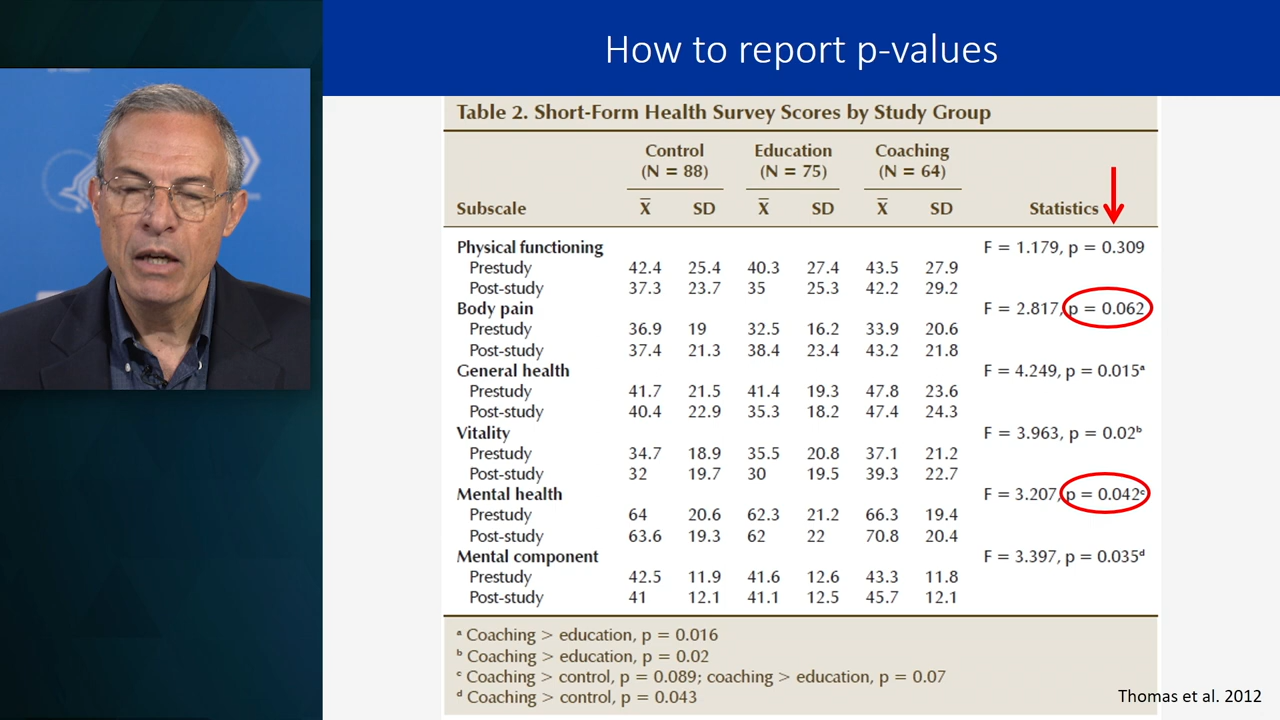 How to report p-values
Table 2. Short-Form Health Survey Scores by Study Group
Control Education Coaching
(N = 88) (N = 75) (N = 64)
Subscale X̅ SD X̅ SD X̅ SD Statistics
Physical functioning F = 1.179, p = 0.309
Prestudy 42.4 25.4 40.3 27.4 43.5 27.9
Post-study 37.3 23.7 35 25.3 42.2 29.2
Body pain F = 2.817, p = 0.062
Prestudy 36.9 19 32.5 16.2 33.9 20.6
Post-study 37.4 21.3 38.4 23.4 43.2 21.8
General health F = 4.249, p = 0.015ᵃ
Prestudy 41.7 21.5 41.4 19.3 47.8 23.6
Post-study 40.4 22.9 35.3 18.2 47.4 24.3
Vitality F = 3.963, p = 0.02ᵇ
Prestudy 34.7 18.9 35.5 20.8 37.1 21.2
Post-study 32 19.7 30 19.5 39.3 22.7
Mental health F = 3.207, p = 0.042ᶜ
Prestudy 64 20.6 62.3 21.2 66.3 19.4
Post-study 63.6 19.3 62 22 70.8 20.4
Mental component F = 3.397, p = 0.035ᵈ
Prestudy 42.5 11.9 41.6 12.6 43.3 11.8
Post-study 41 12.1 41.1 12.5 45.7 12.1
ᵃ Coaching > education, p = 0.016
ᵇ Coaching > education, p = 0.02
ᶜ Coaching > control, p = 0.089; coaching > education, p = 0.07
ᵈ Coaching > control, p = 0.043
Thomas et al. 2012